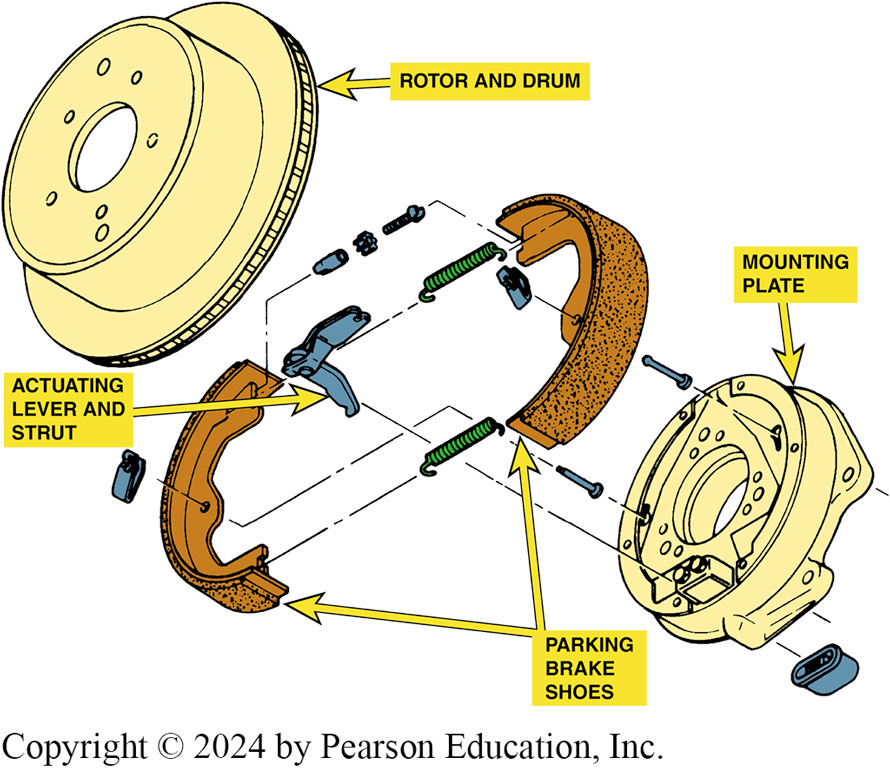 ROTOR AND DRUM
MOUNTING
PLATE
ACTUATING
LEVER AND
STRUT
PARKING
BRAKE
SHOES
Copyright © 2024 by Pearson Education, Inc.